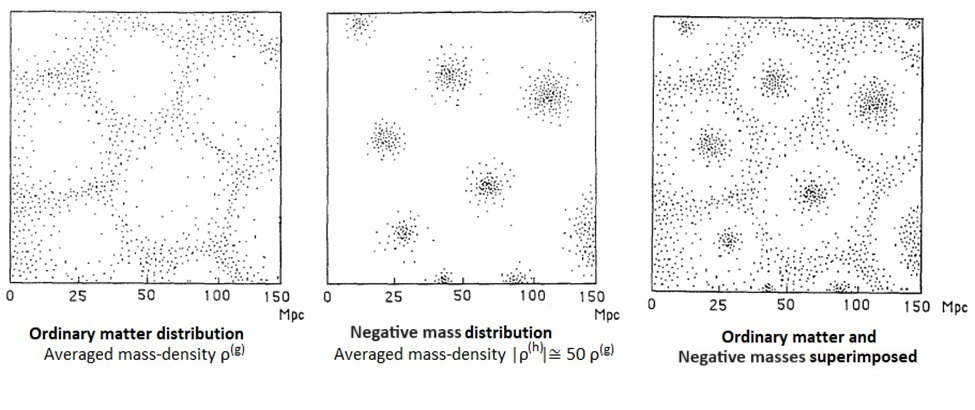 0 25 50 100 150
Mpc
Ordinary matter distribution
Averaged mass-density ρ(g)
0 25 50 100 150
Mpc
Negative mass distribution
Averaged mass-density |ρ(h)|≅ 50 ρ(g)
0 25 50 100 150 Mpc
Ordinary matter and
Negative masses superimposed